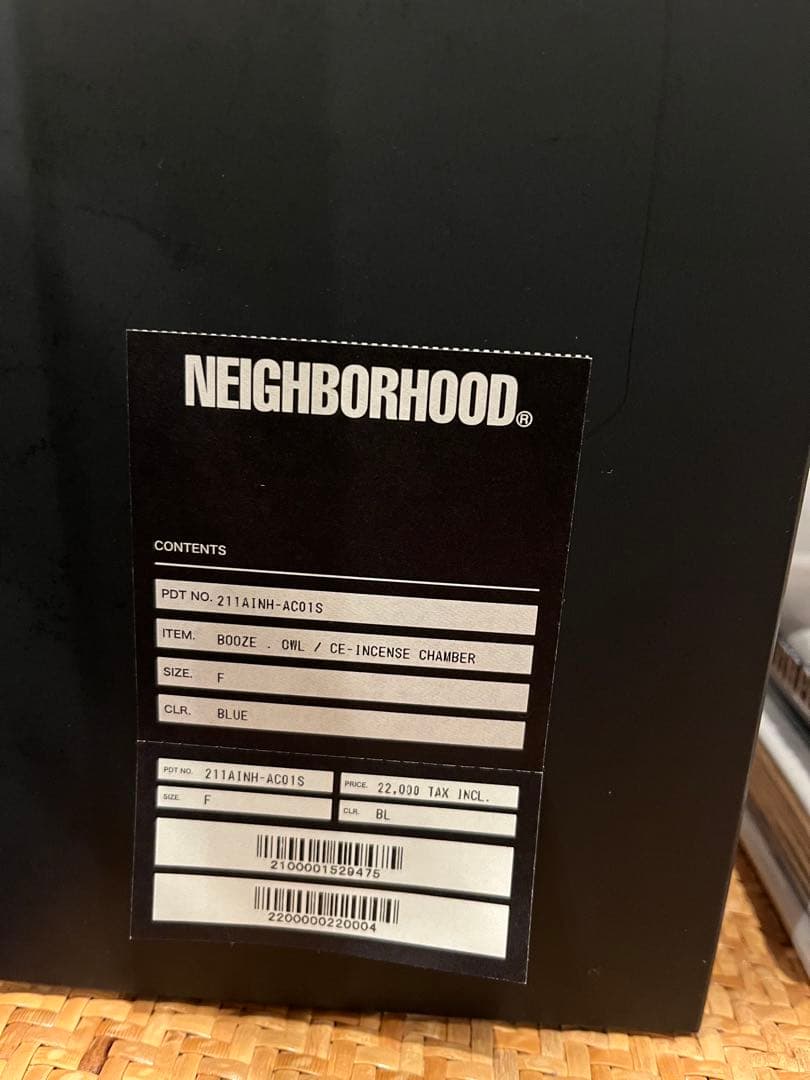 NEIGHBORHOOD®
CONTENTS
PDT NO. 211AINH-AC01S
ITEM. BOOZE . OWL / CE-INCENSE CHAMBER
SIZE. F
CLR. BLUE
PDT NO. 211AINH-AC01S PRICE. 22,000 TAX INCL.
SIZE. F CLR. BL
2100001529475
2200000220004